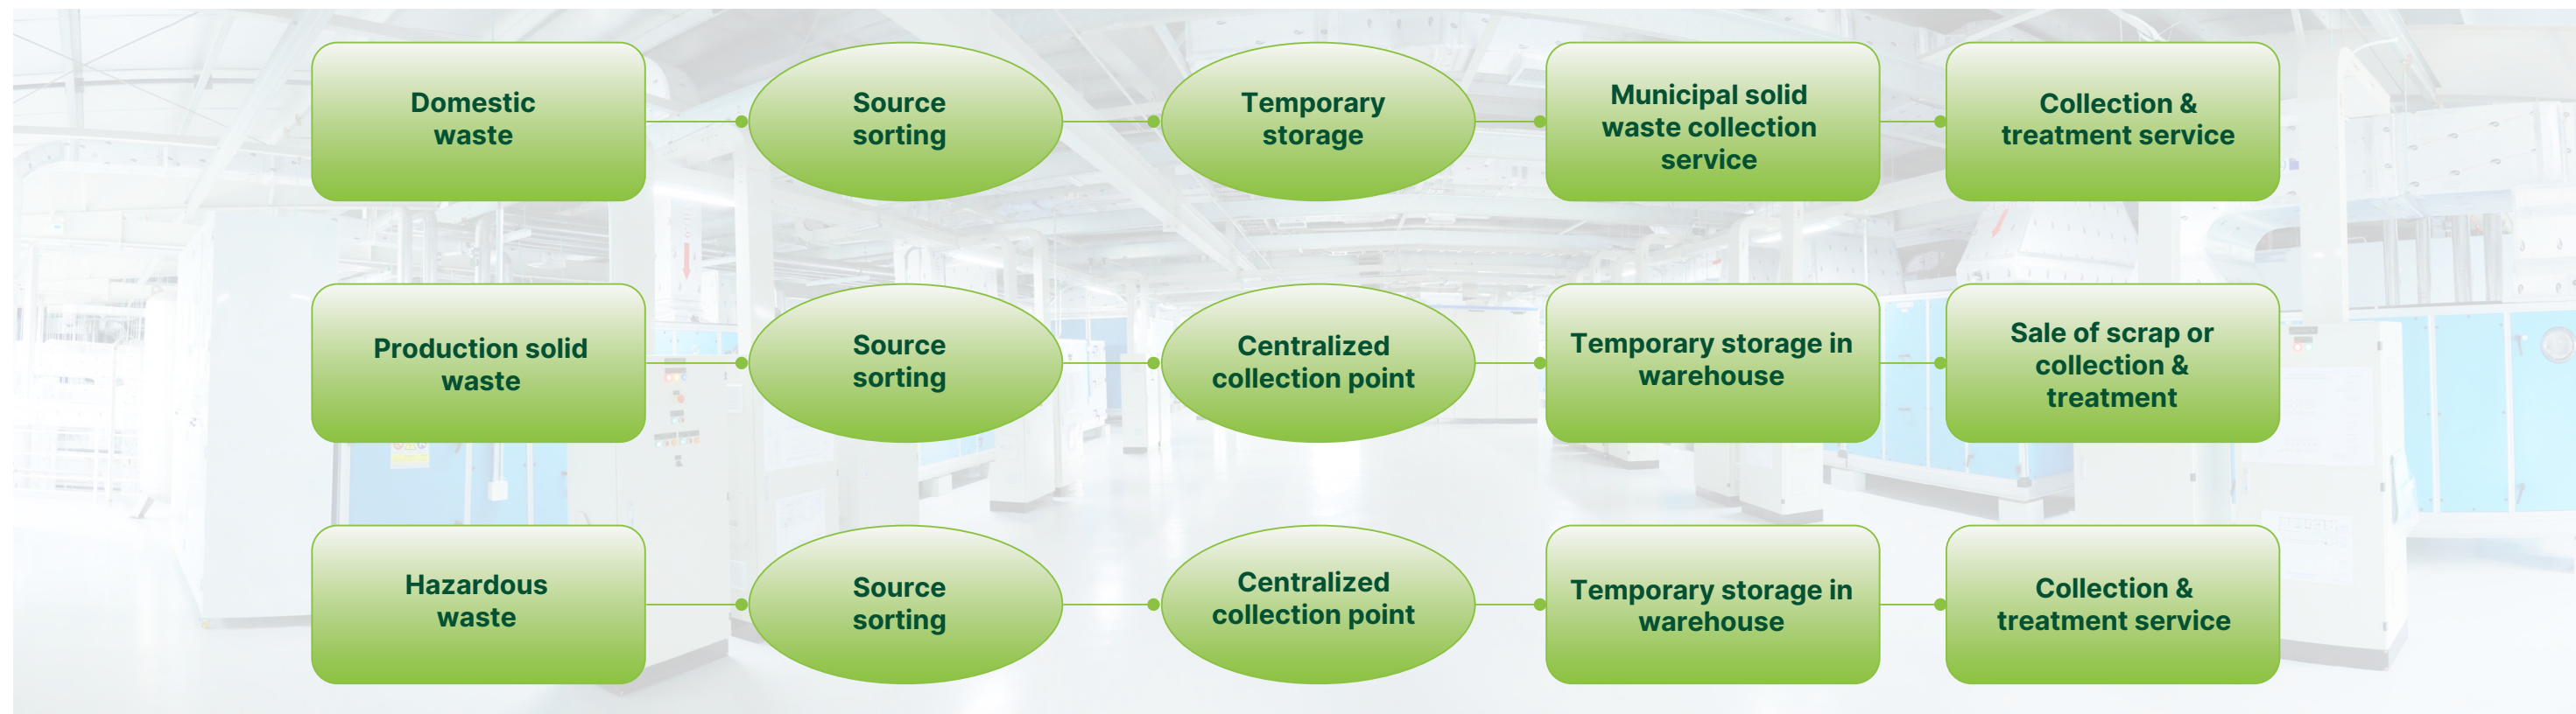 Domestic
waste
Source
sorting
Temporary
storage
Municipal solid
waste collection
service
Collection &
treatment service
Production solid
waste
Source
sorting
Centralized
collection point
Temporary storage in
warehouse
Sale of scrap or
collection &
treatment
Hazardous
waste
Source
sorting
Centralized
collection point
Temporary storage in
warehouse
Collection &
treatment service